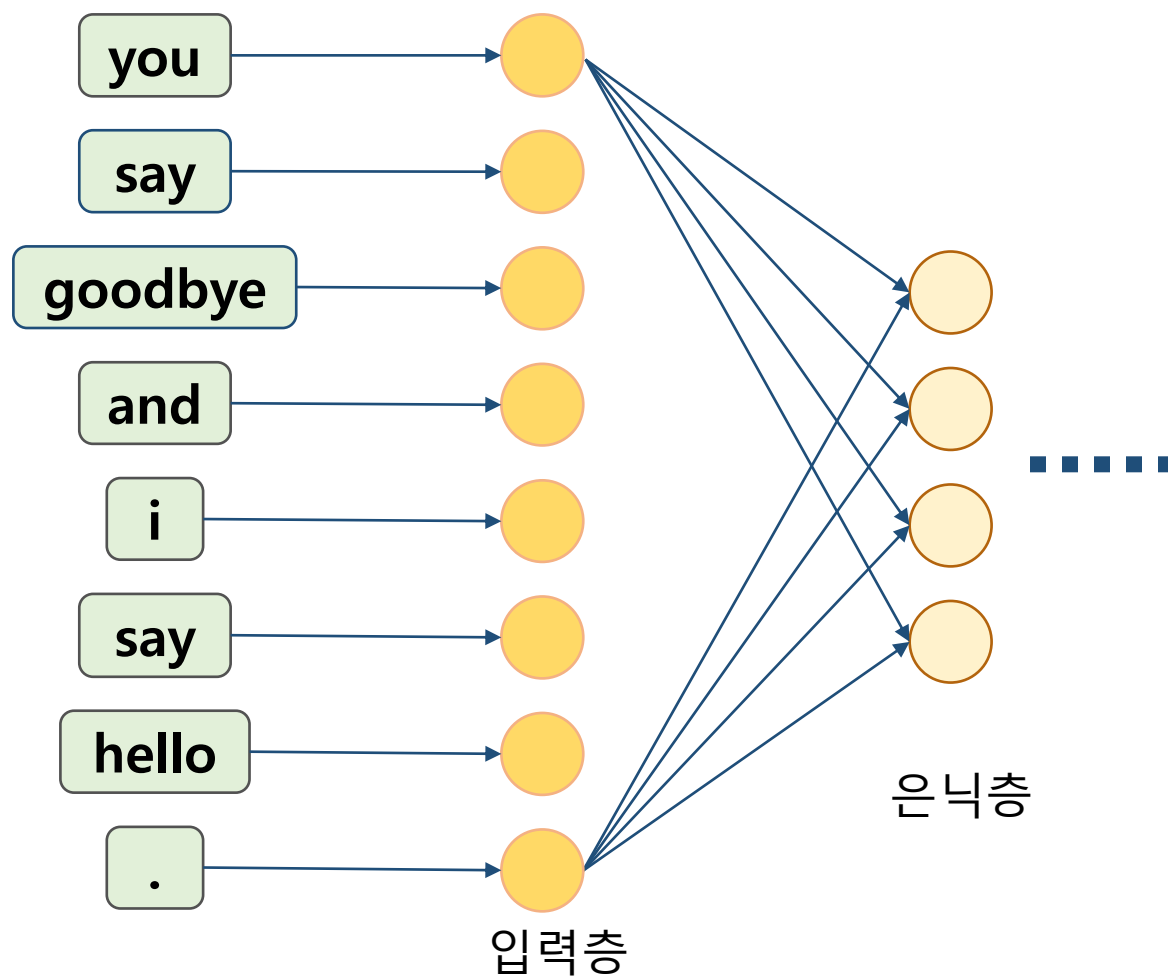 you
say
goodbye
and
i
say
hello
.
은닉층
입력층